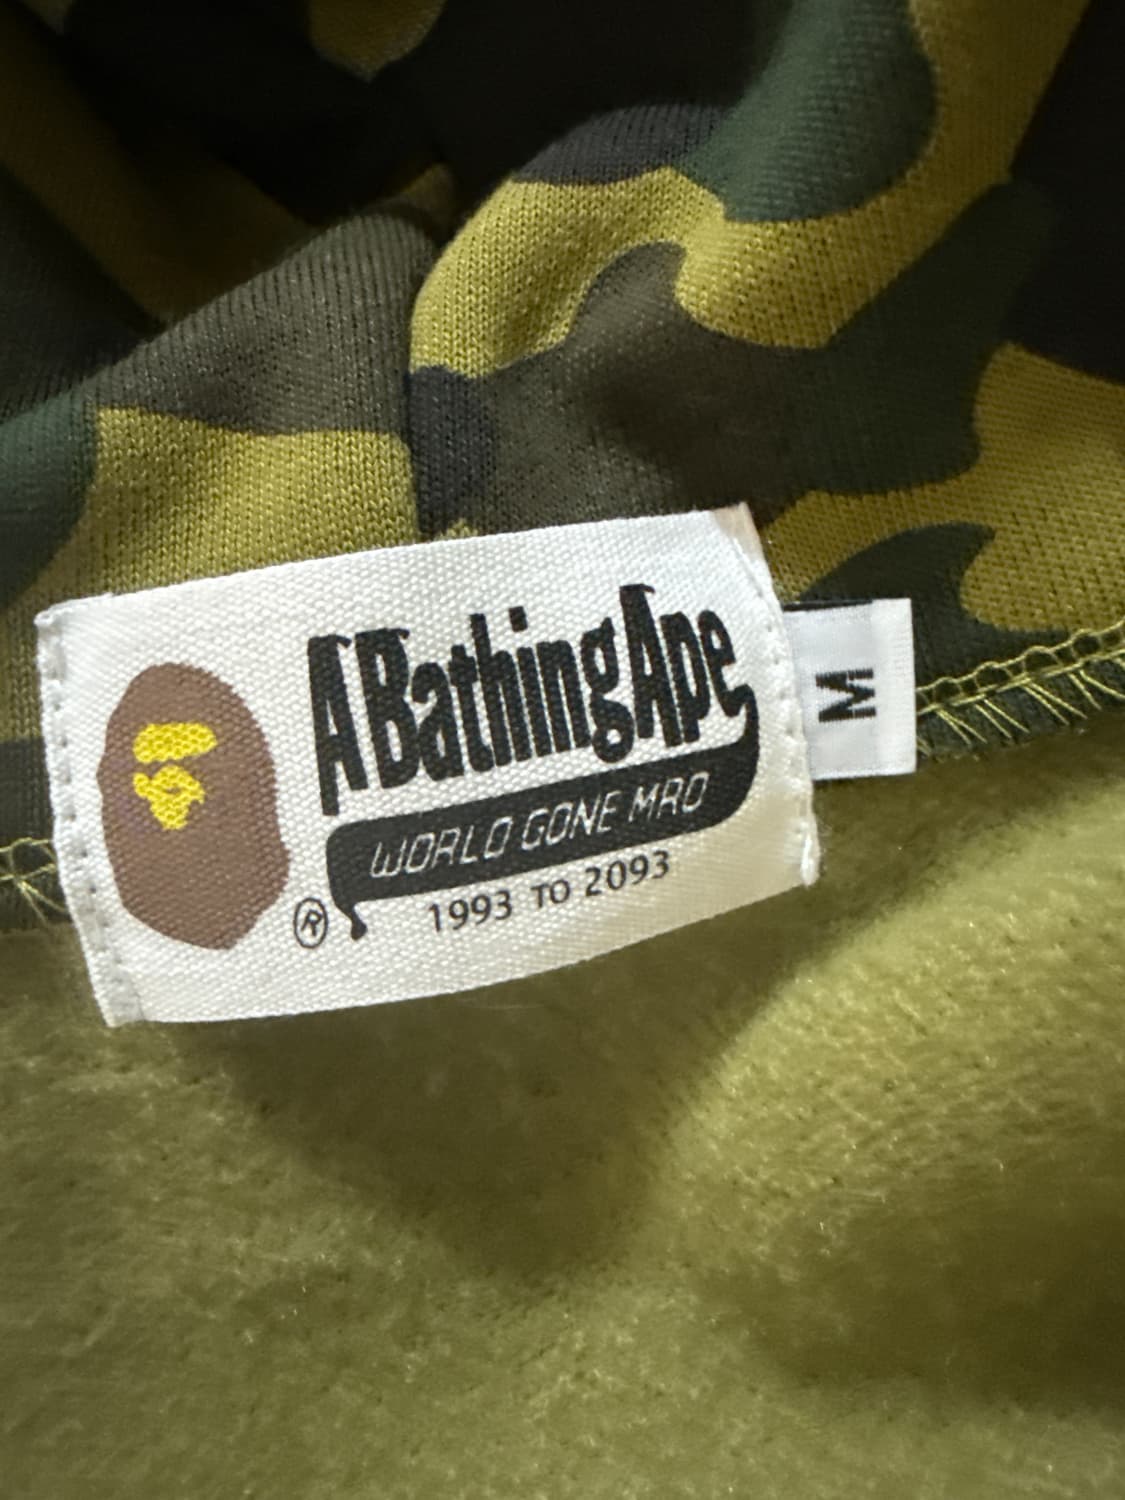 A Bathing Ape
WORLD GONE MAD
®
1993 TO 2093
M